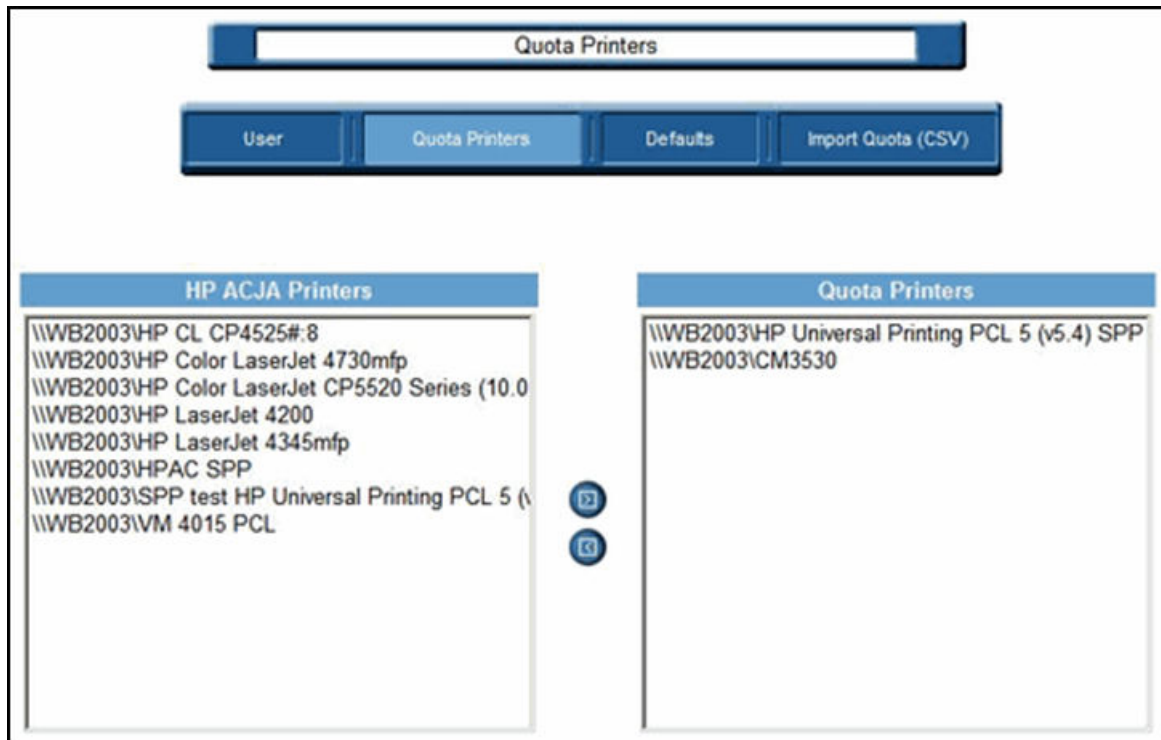 Quota Printers
User Quota Printers Defaults Import Quota (CSV)
HP ACJA Printers
\\WB2003\HP CL CP4525#:8
\\WB2003\HP Color LaserJet 4730mfp
\\WB2003\HP Color LaserJet CP5520 Series (10.0
\\WB2003\HP LaserJet 4200
\\WB2003\HP LaserJet 4345mfp
\\WB2003\HPAC SPP
\\WB2003\SPP test HP Universal Printing PCL 5 (v
\\WB2003\VM 4015 PCL
Quota Printers
\\WB2003\HP Universal Printing PCL 5 (v5.4) SPP
\\WB2003\CM3530